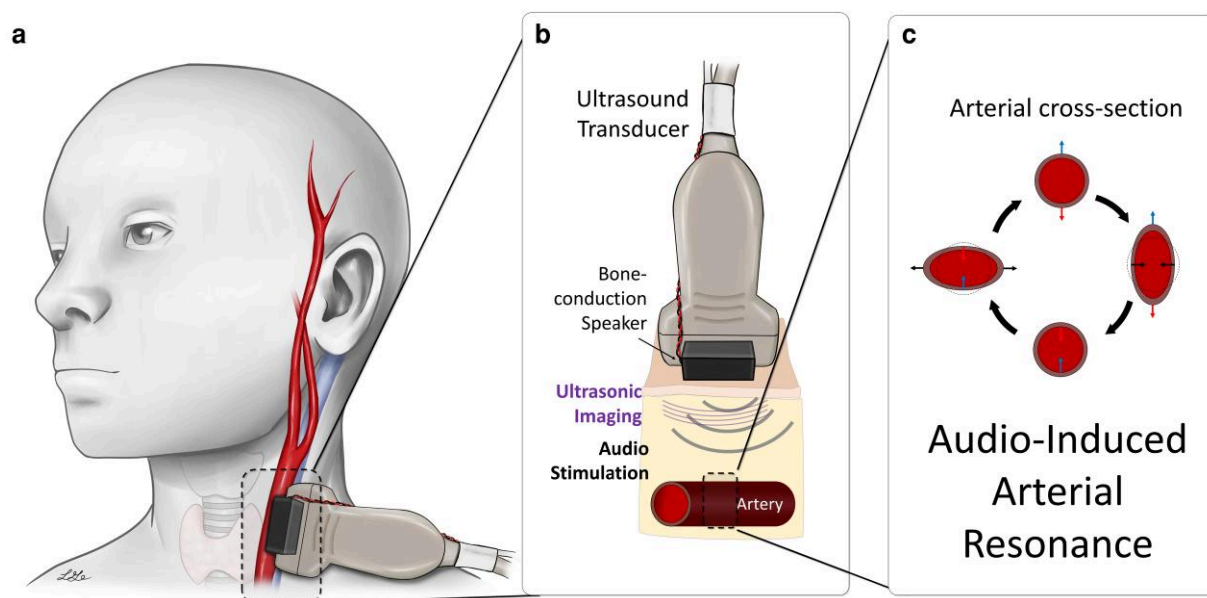 a
b
Ultrasound
Transducer
Bone-
conduction
Speaker
Ultrasonic
Imaging
Audio
Stimulation
Artery
c
Arterial cross-section
Audio-Induced
Arterial
Resonance